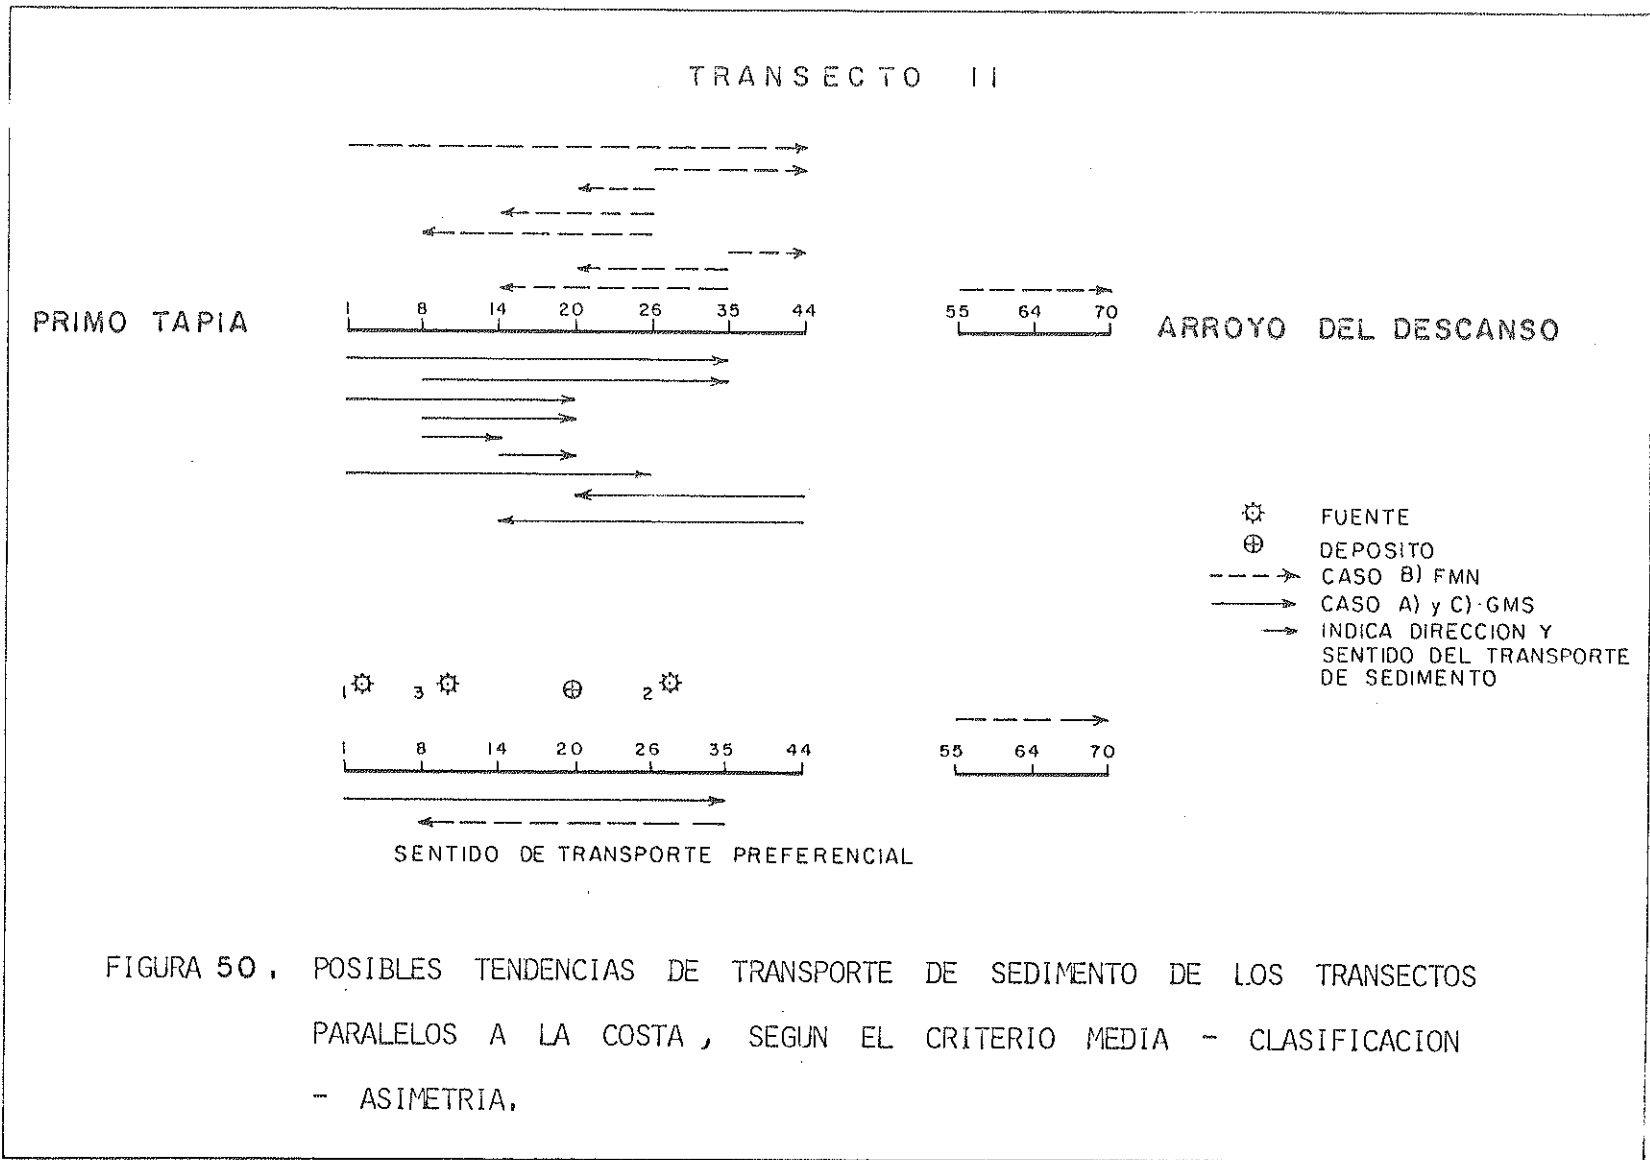 TRANSECTO II
PRIMO TAPIA
1 8 14 20 26 35 44
55 64 70
ARROYO DEL DESCANSO
FUENTE
DEPOSITO
CASO B) FMN
CASO A) y C) GMS
INDICA DIRECCION Y
SENTIDO DEL TRANSPORTE
DE SEDIMENTO
1 3 2
1 8 14 20 26 35 44
55 64 70
SENTIDO DE TRANSPORTE PREFERENCIAL
FIGURA 50. POSIBLES TENDENCIAS DE TRANSPORTE DE SEDIMENTO DE LOS TRANSECTOS
PARALELOS A LA COSTA, SEGUN EL CRITERIO MEDIA - CLASIFICACION
- ASIMETRIA.